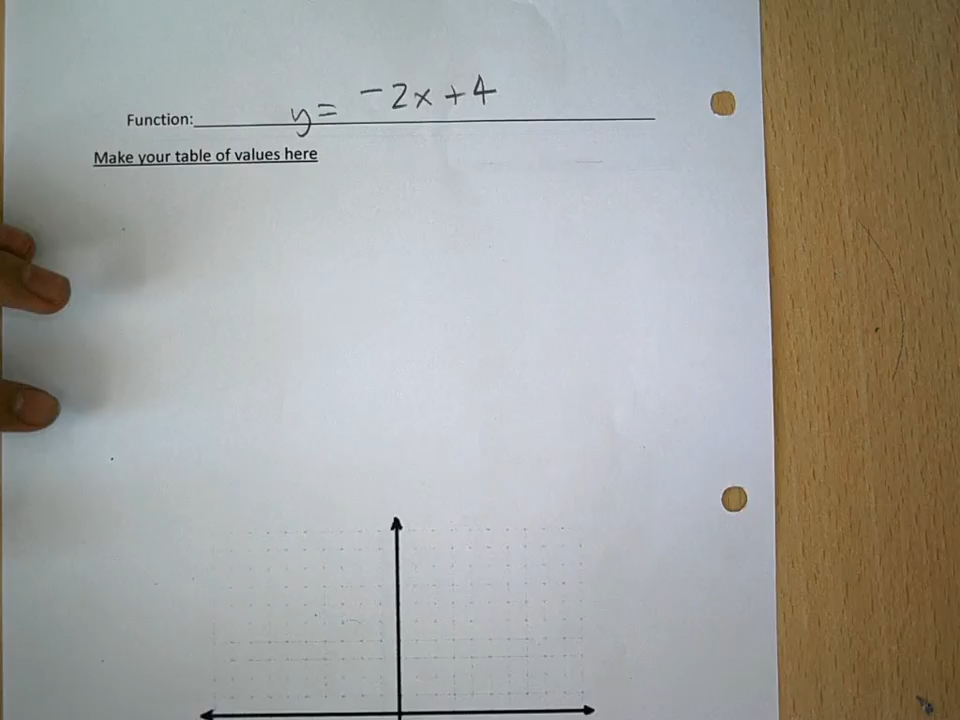 Function: y = -2x + 4
Make your table of values here